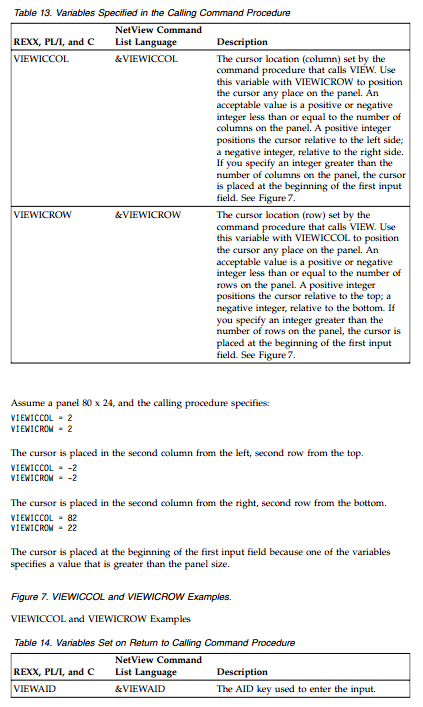 Table 13. Variables Specified in the Calling Command Procedure
NetView Command
REXX, PL/I, and C List Language Description
VIEWICCOL &VIEWICCOL The cursor location (column) set by the
command procedure that calls VIEW. Use
this variable with VIEWICROW to position
the cursor any place on the panel. An
acceptable value is a positive or negative
integer less than or equal to the number of
columns on the panel. A positive integer
positions the cursor relative to the left side;
a negative integer, relative to the right side.
If you specify an integer greater than the
number of columns on the panel, the cursor
is placed at the beginning of the first input
field. See Figure 7.
VIEWICROW &VIEWICROW The cursor location (row) set by the
command procedure that calls VIEW. Use
this variable with VIEWICCOL to position
the cursor any place on the panel. An
acceptable value is a positive or negative
integer less than or equal to the number of
rows on the panel. A positive integer
positions the cursor relative to the top; a
negative integer, relative to the bottom. If
you specify an integer greater than the
number of rows on the panel, the cursor is
placed at the beginning of the first input
field. See Figure 7.
Assume a panel 80 x 24, and the calling procedure specifies:
VIEWICCOL = 2
VIEWICROW = 2
The cursor is placed in the second column from the left, second row from the top.
VIEWICCOL = -2
VIEWICROW = -2
The cursor is placed in the second column from the right, second row from the bottom.
VIEWICCOL = 82
VIEWICROW = 22
The cursor is placed at the beginning of the first input field because one of the variables
specifies a value that is greater than the panel size.
Figure 7. VIEWICCOL and VIEWICROW Examples.
VIEWICCOL and VIEWICROW Examples
Table 14. Variables Set on Return to Calling Command Procedure
NetView Command
REXX, PL/I, and C List Language Description
VIEWAID &VIEWAID The AID key used to enter the input.